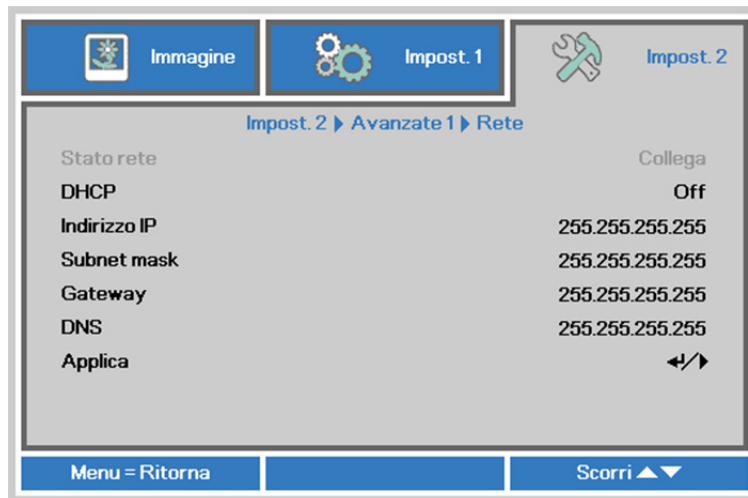 Immagine
Impost. 1
Impost. 2
Impost. 2 ▶ Avanzate 1 ▶ Rete
Stato rete Collega
DHCP Off
Indirizzo IP 255.255.255.255
Subnet mask 255.255.255.255
Gateway 255.255.255.255
DNS 255.255.255.255
Applica ↵/▶
Menu = Ritorna
Scorri ▲▼